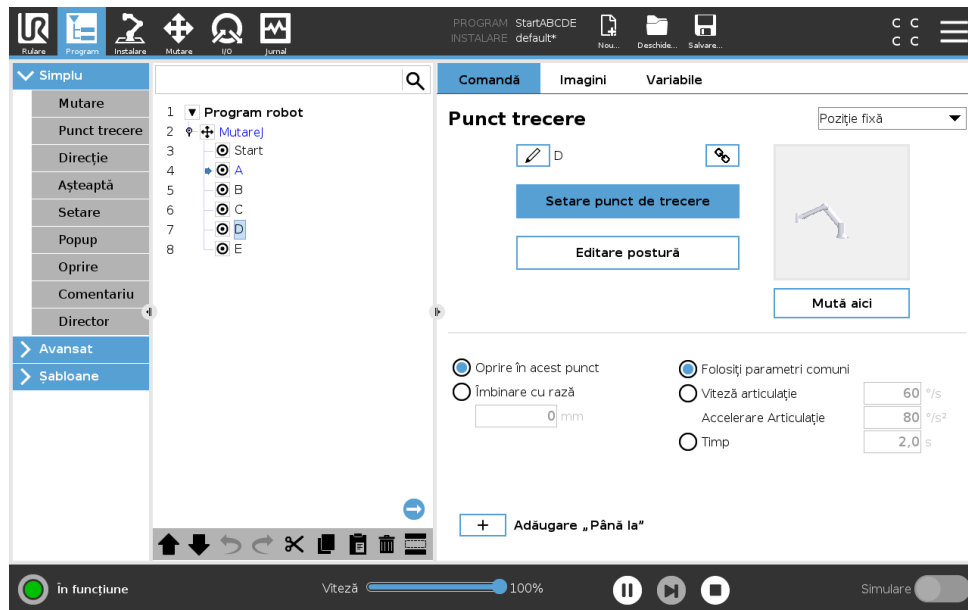 UR
PROGRAM StartABCDE
INSTALARE default*
Rulare Program Instalare Mutare I/O Jurnal Nou... Deschide... Salvare...
C C
C C
Simplu
Mutare
Punct trecere
Direcție
Așteaptă
Setare
Popup
Oprire
Comentariu
Director
Avansat
Șabloane
1 Program robot
2 MutareJ
3 Start
4 A
5 B
6 C
7 D
8 E
Comandă Imagini Variabile
Punct trecere Poziție fixă
D
Setare punct de trecere
Editare postură
Mută aici
Oprire în acest punct
Îmbinare cu rază
0 mm
Folosiți parametri comuni
Viteză articulație 60 °/s
Accelerare Articulație 80 °/s²
Timp 2,0 s
+ Adăugare „Până la”
În funcțiune Viteză 100% Simulare